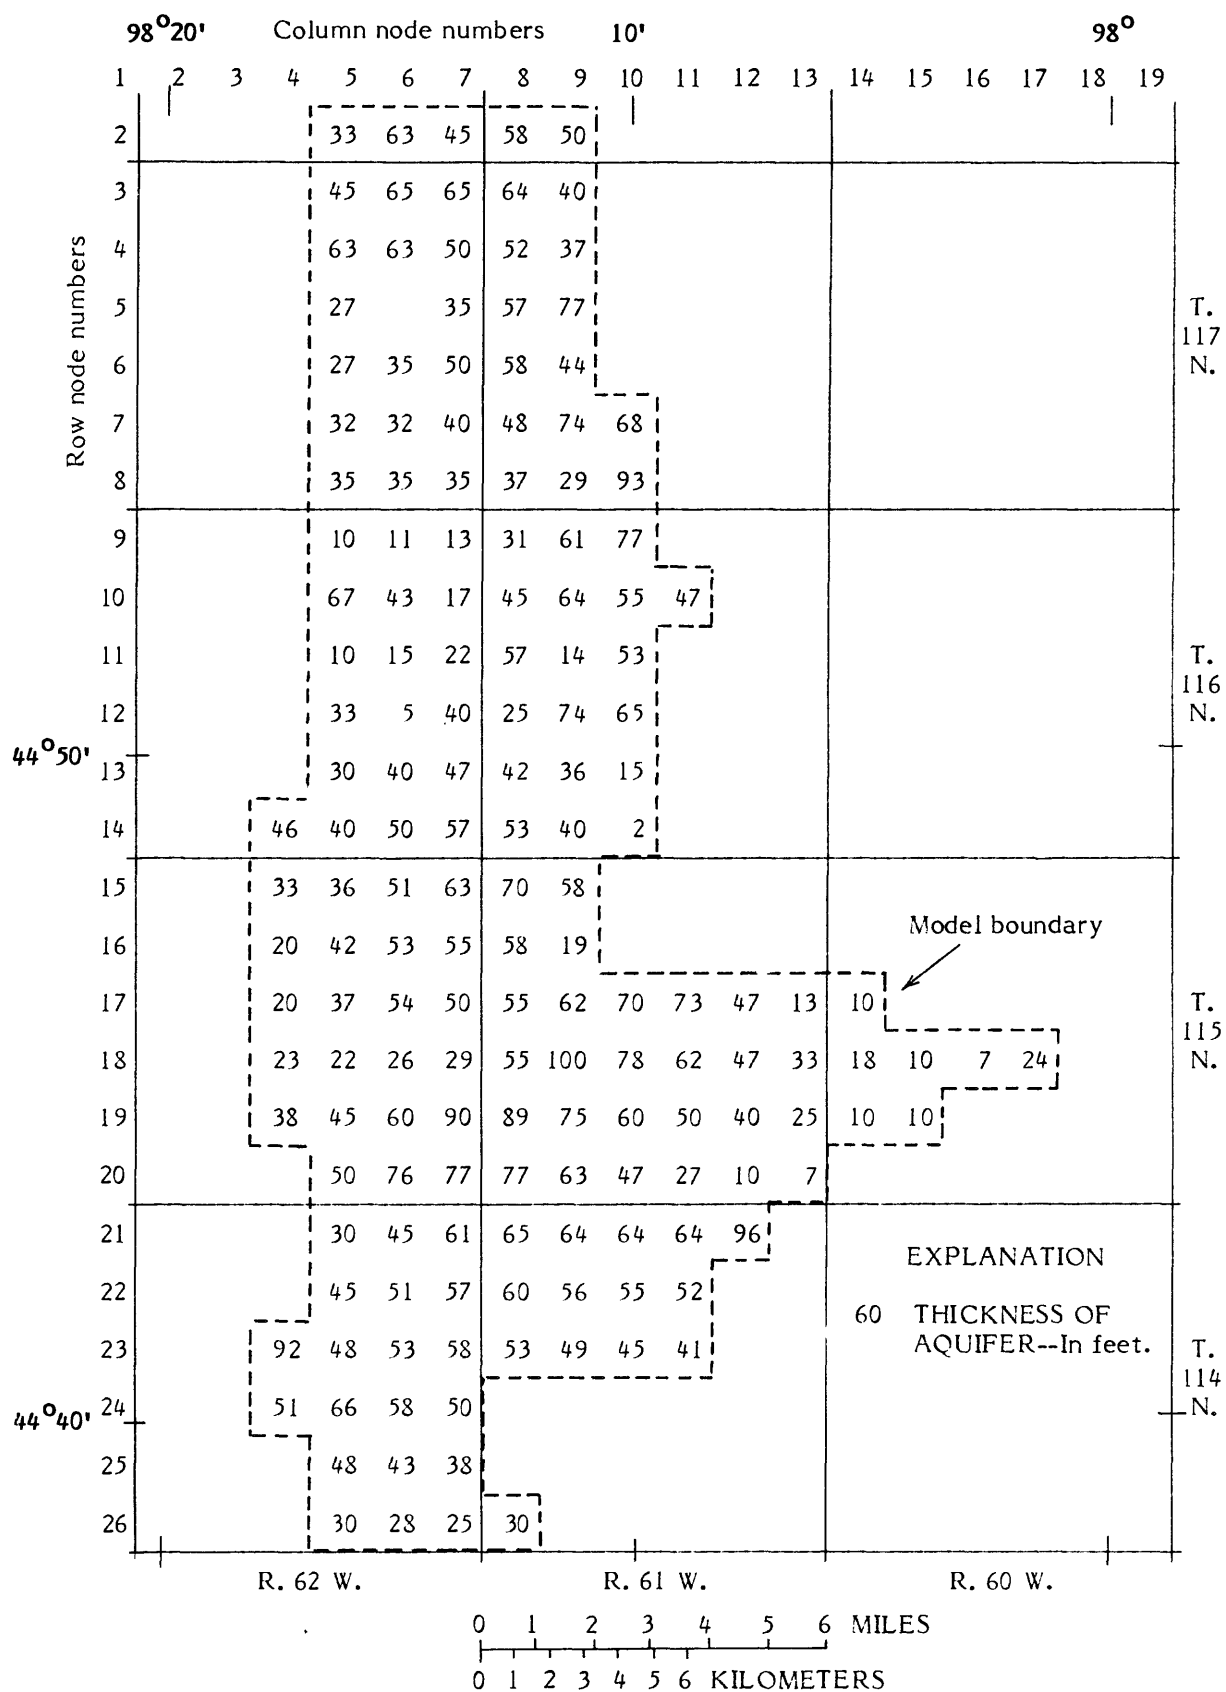 98°20' Column node numbers 10' 98°
1 2 3 4 5 6 7 8 9 10 11 12 13 14 15 16 17 18 19
Row node numbers
2 33 63 45 58 50
3 45 65 65 64 40
4 63 63 50 52 37
5 27 35 57 77
6 27 35 50 58 44
7 32 32 40 48 74 68
8 35 35 35 37 29 93
T.
117
N.
9 10 11 13 31 61 77
10 67 43 17 45 64 55 47
11 10 15 22 57 14 53
12 33 5 40 25 74 65
44°50'
13 30 40 47 42 36 15
14 46 40 50 57 53 40 2
T.
116
N.
15 33 36 51 63 70 58
16 20 42 53 55 58 19
Model boundary
17 20 37 54 50 55 62 70 73 47 13 10
18 23 22 26 29 55 100 78 62 47 33 18 10 7 24
19 38 45 60 90 89 75 60 50 40 25 10 10
20 50 76 77 77 63 47 27 10 7
T.
115
N.
21 30 45 61 65 64 64 64 96
22 45 51 57 60 56 55 52
23 92 48 53 58 53 49 45 41
44°40'
24 51 66 58 50
25 48 43 38
26 30 28 25 30
EXPLANATION
60 THICKNESS OF
AQUIFER--In feet.
T.
114
N.
R. 62 W. R. 61 W. R. 60 W.
0 1 2 3 4 5 6 MILES
0 1 2 3 4 5 6 KILOMETERS